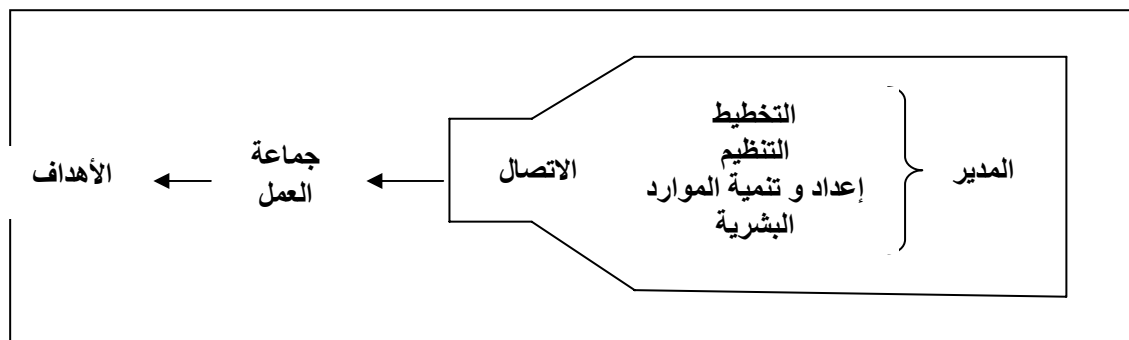 المدير
التخطيط
التنظيم
إعداد و تنمية الموارد
البشرية
الاتصال
جماعة
العمل
الأهداف